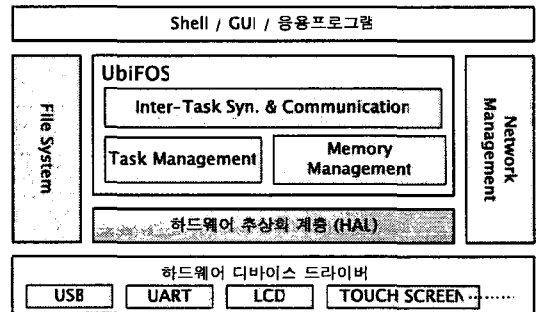 Shell / GUI / 응용프로그램
File System
UbiFOS
Inter-Task Syn. & Communication
Task Management
Memory
Management
Network
Management
하드웨어 추상화 계층 (HAL)
하드웨어 디바이스 드라이버
USB UART LCD TOUCH SCREEN ........